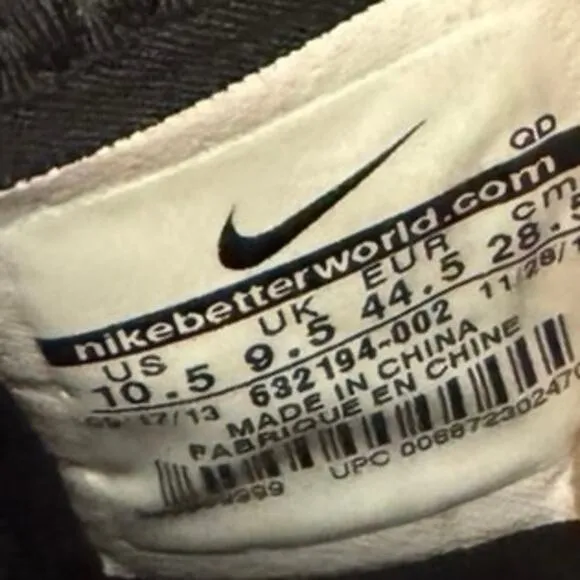 QD
nikebetterworld.com
US UK EUR cm
10.5 9.5 44.5 28.5
632194-002
MADE IN CHINA
FABRIQUE EN CHINE
UPC